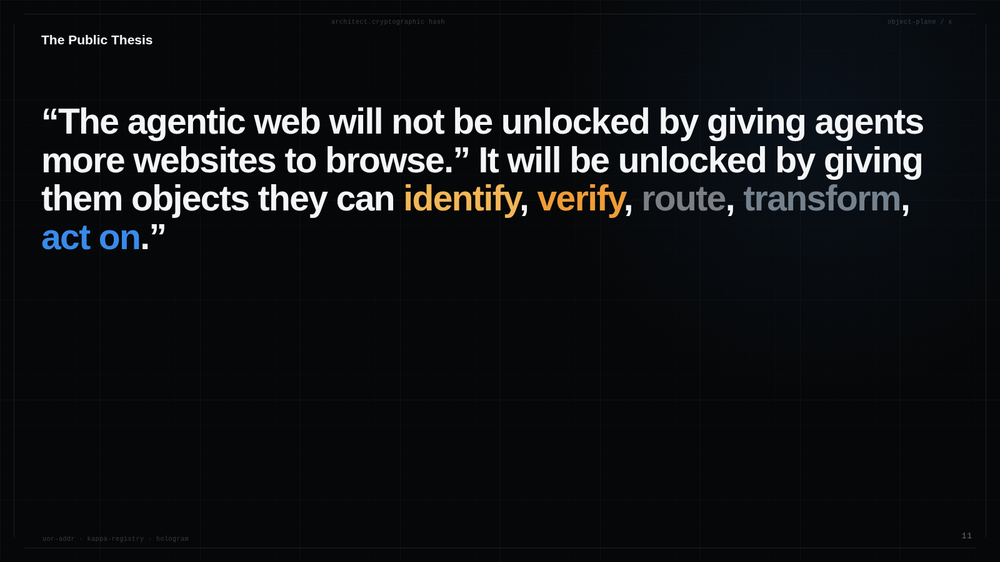 architect.cryptographic hash
object-plane / κ
The Public Thesis
“The agentic web will not be unlocked by giving agents
more websites to browse.” It will be unlocked by giving
them objects they can identify, verify, route, transform,
act on.”
uor-addr · kappa-registry · hologram
11